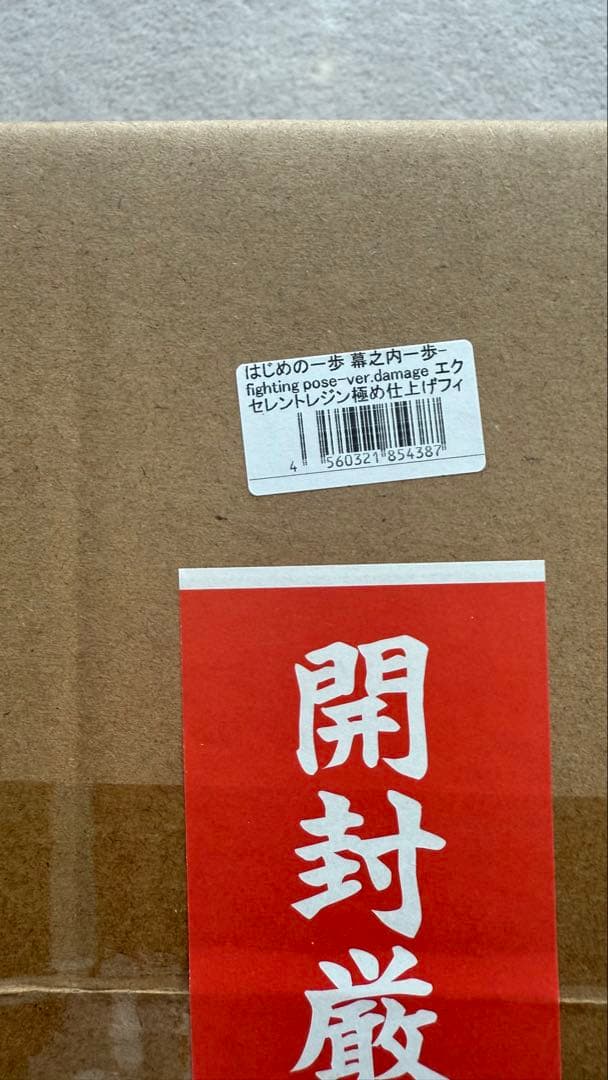 はじめの一歩 幕之内一歩-
fighting pose-ver.damage エク
セレントレジン極め仕上げフィ
4 560321 854387
開
封
厳